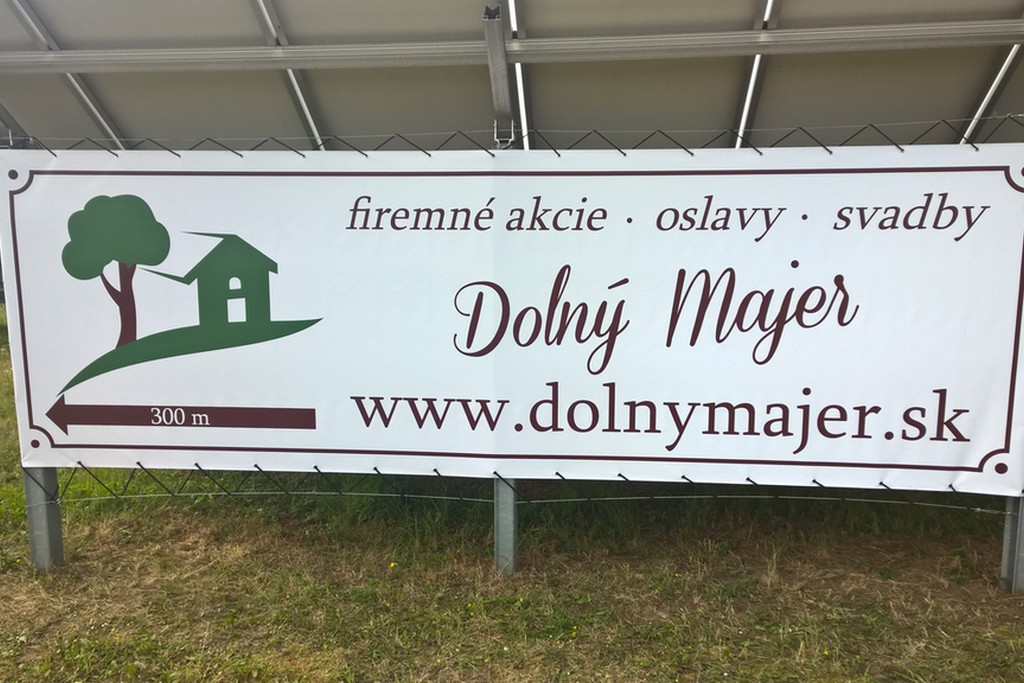 firemné akcie · oslavy · svadby
Dolný Majer
www.dolnymajer.sk
300 m